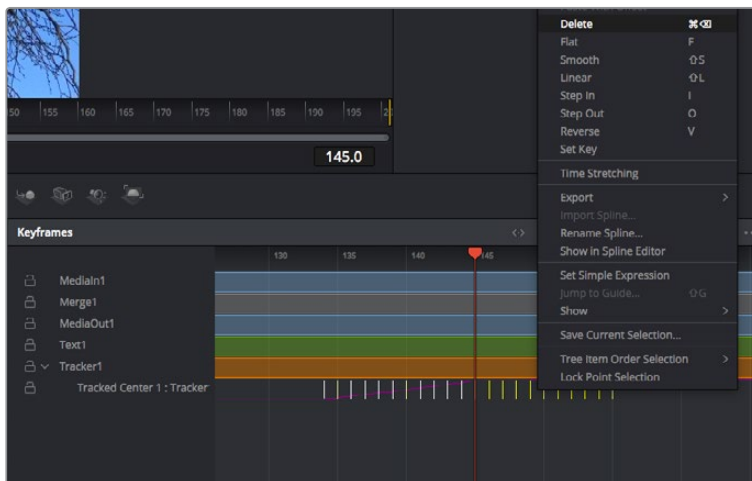 Delete ⌘⌫
Flat F
Smooth ⇧S
Linear ⇧L
Step In I
Step Out O
Reverse V
Set Key
Time Stretching
Export >
Import Spline...
Rename Spline...
Show in Spline Editor
Set Simple Expression
Jump to Guide... ⇧G
Show >
Save Current Selection...
Tree Item Order Selection >
Lock Point Selection
50 155 160 165 170 175 180 185 190 195
145.0
Keyframes
130 135 140 145
MediaIn1
Merge1
MediaOut1
Text1
Tracker1
Tracked Center 1 : Tracker